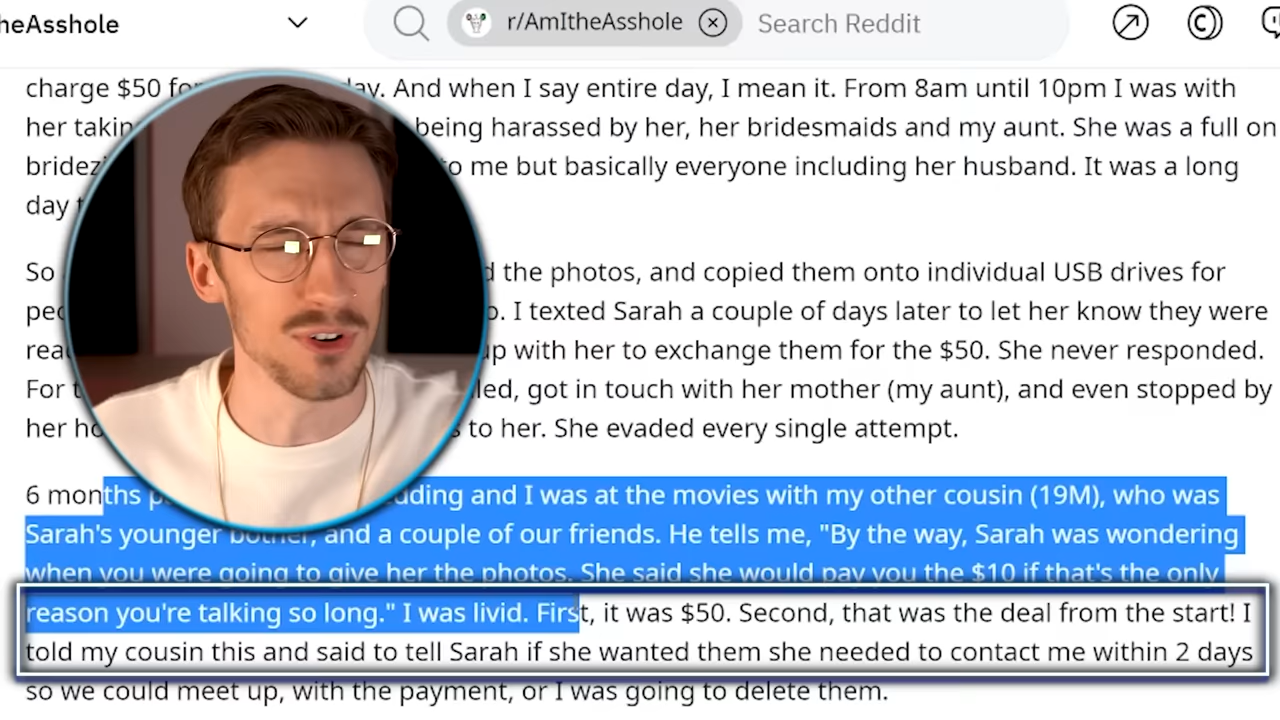 heAsshole
r/AmItheAsshole
Search Reddit
charge $50 for day. And when I say entire day, I mean it. From 8am until 10pm I was with
her takin being harassed by her, her bridesmaids and my aunt. She was a full on
bridez to me but basically everyone including her husband. It was a long
day
So d the photos, and copied them onto individual USB drives for
peo o. I texted Sarah a couple of days later to let her know they were
rea up with her to exchange them for the $50. She never responded.
For t led, got in touch with her mother (my aunt), and even stopped by
her ho s to her. She evaded every single attempt.
6 months p dding and I was at the movies with my other cousin (19M), who was
Sarah's younger bother, and a couple of our friends. He tells me, "By the way, Sarah was wondering
when you were going to give her the photos. She said she would pay you the $10 if that's the only
reason you're talking so long." I was livid. First, it was $50. Second, that was the deal from the start! I
told my cousin this and said to tell Sarah if she wanted them she needed to contact me within 2 days
so we could meet up, with the payment, or I was going to delete them.